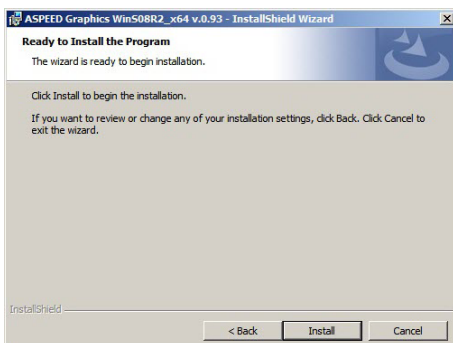 ASPEED Graphics WinS08R2_x64 v.0.93 - InstallShield Wizard
Ready to Install the Program
The wizard is ready to begin installation.
Click Install to begin the installation.
If you want to review or change any of your installation settings, click Back. Click Cancel to
exit the wizard.
InstallShield
< Back
Install
Cancel